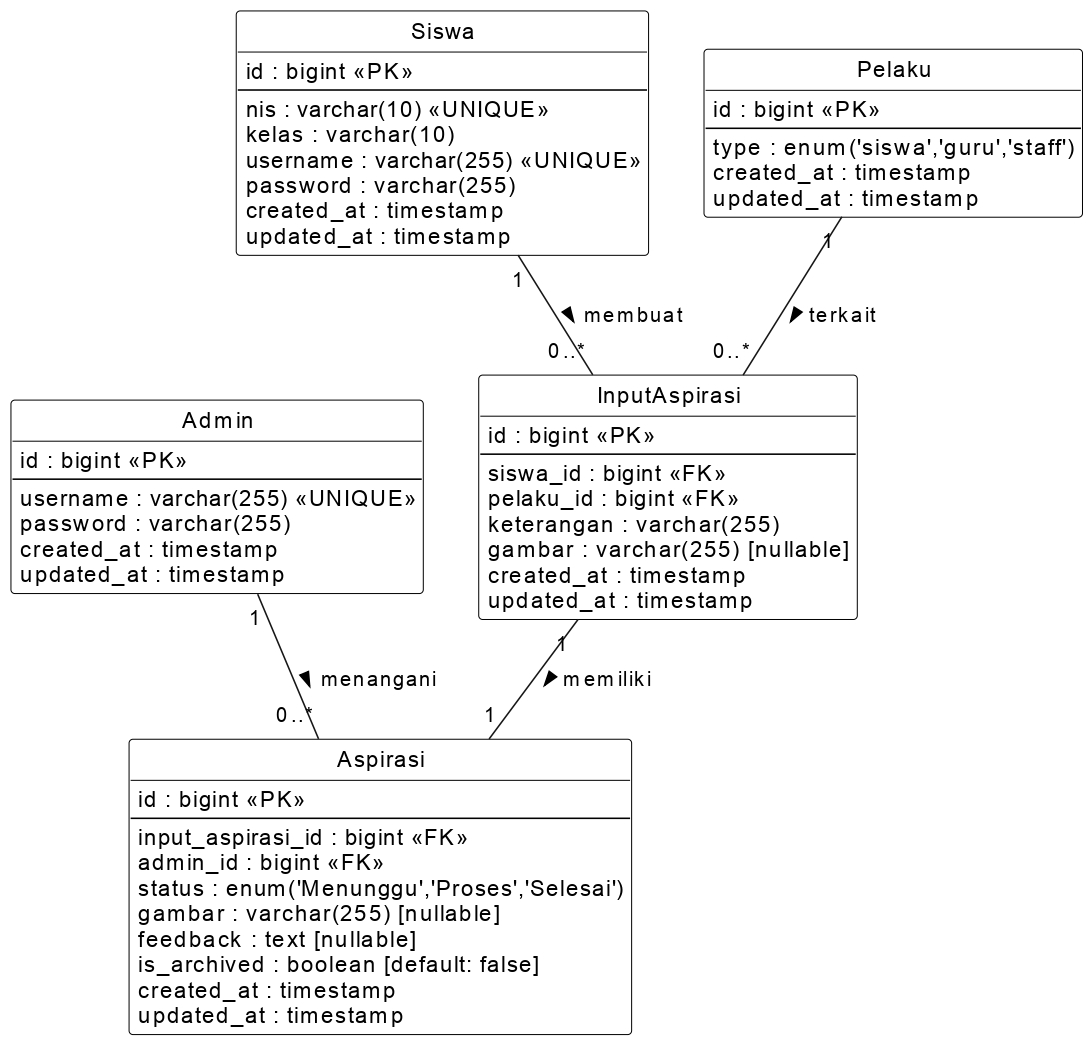 Siswa
id : bigint «PK»
nis : varchar(10) «UNIQUE»
kelas : varchar(10)
username : varchar(255) «UNIQUE»
password : varchar(255)
created_at : timestamp
updated_at : timestamp
Pelaku
id : bigint «PK»
type : enum('siswa','guru','staff')
created_at : timestamp
updated_at : timestamp
1
membuat
0..*
1
terkait
0..*
Admin
id : bigint «PK»
username : varchar(255) «UNIQUE»
password : varchar(255)
created_at : timestamp
updated_at : timestamp
InputAspirasi
id : bigint «PK»
siswa_id : bigint «FK»
pelaku_id : bigint «FK»
keterangan : varchar(255)
gambar : varchar(255) [nullable]
created_at : timestamp
updated_at : timestamp
1
menangani
0..*
1
memiliki
1
Aspirasi
id : bigint «PK»
input_aspirasi_id : bigint «FK»
admin_id : bigint «FK»
status : enum('Menunggu','Proses','Selesai')
gambar : varchar(255) [nullable]
feedback : text [nullable]
is_archived : boolean [default: false]
created_at : timestamp
updated_at : timestamp